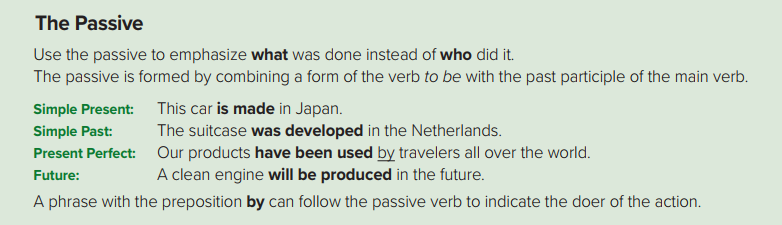 The Passive
Use the passive to emphasize what was done instead of who did it.
The passive is formed by combining a form of the verb to be with the past participle of the main verb.
Simple Present: This car is made in Japan.
Simple Past: The suitcase was developed in the Netherlands.
Present Perfect: Our products have been used by travelers all over the world.
Future: A clean engine will be produced in the future.
A phrase with the preposition by can follow the passive verb to indicate the doer of the action.